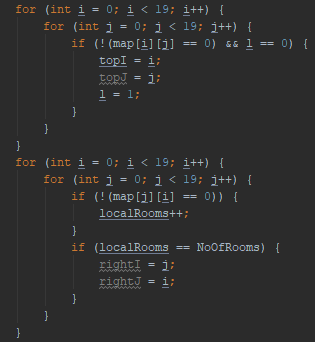 for (int i = 0; i < 19; i++) {
for (int j = 0; j < 19; j++) {
if (!(map[i][j] == 0) && l == 0) {
topI = i;
topJ = j;
l = 1;
}
}
}
for (int i = 0; i < 19; i++) {
for (int j = 0; j < 19; j++) {
if (!(map[j][i] == 0)) {
localRooms++;
}
if (localRooms == NoOfRooms) {
rightI = j;
rightJ = i;
}
}
}